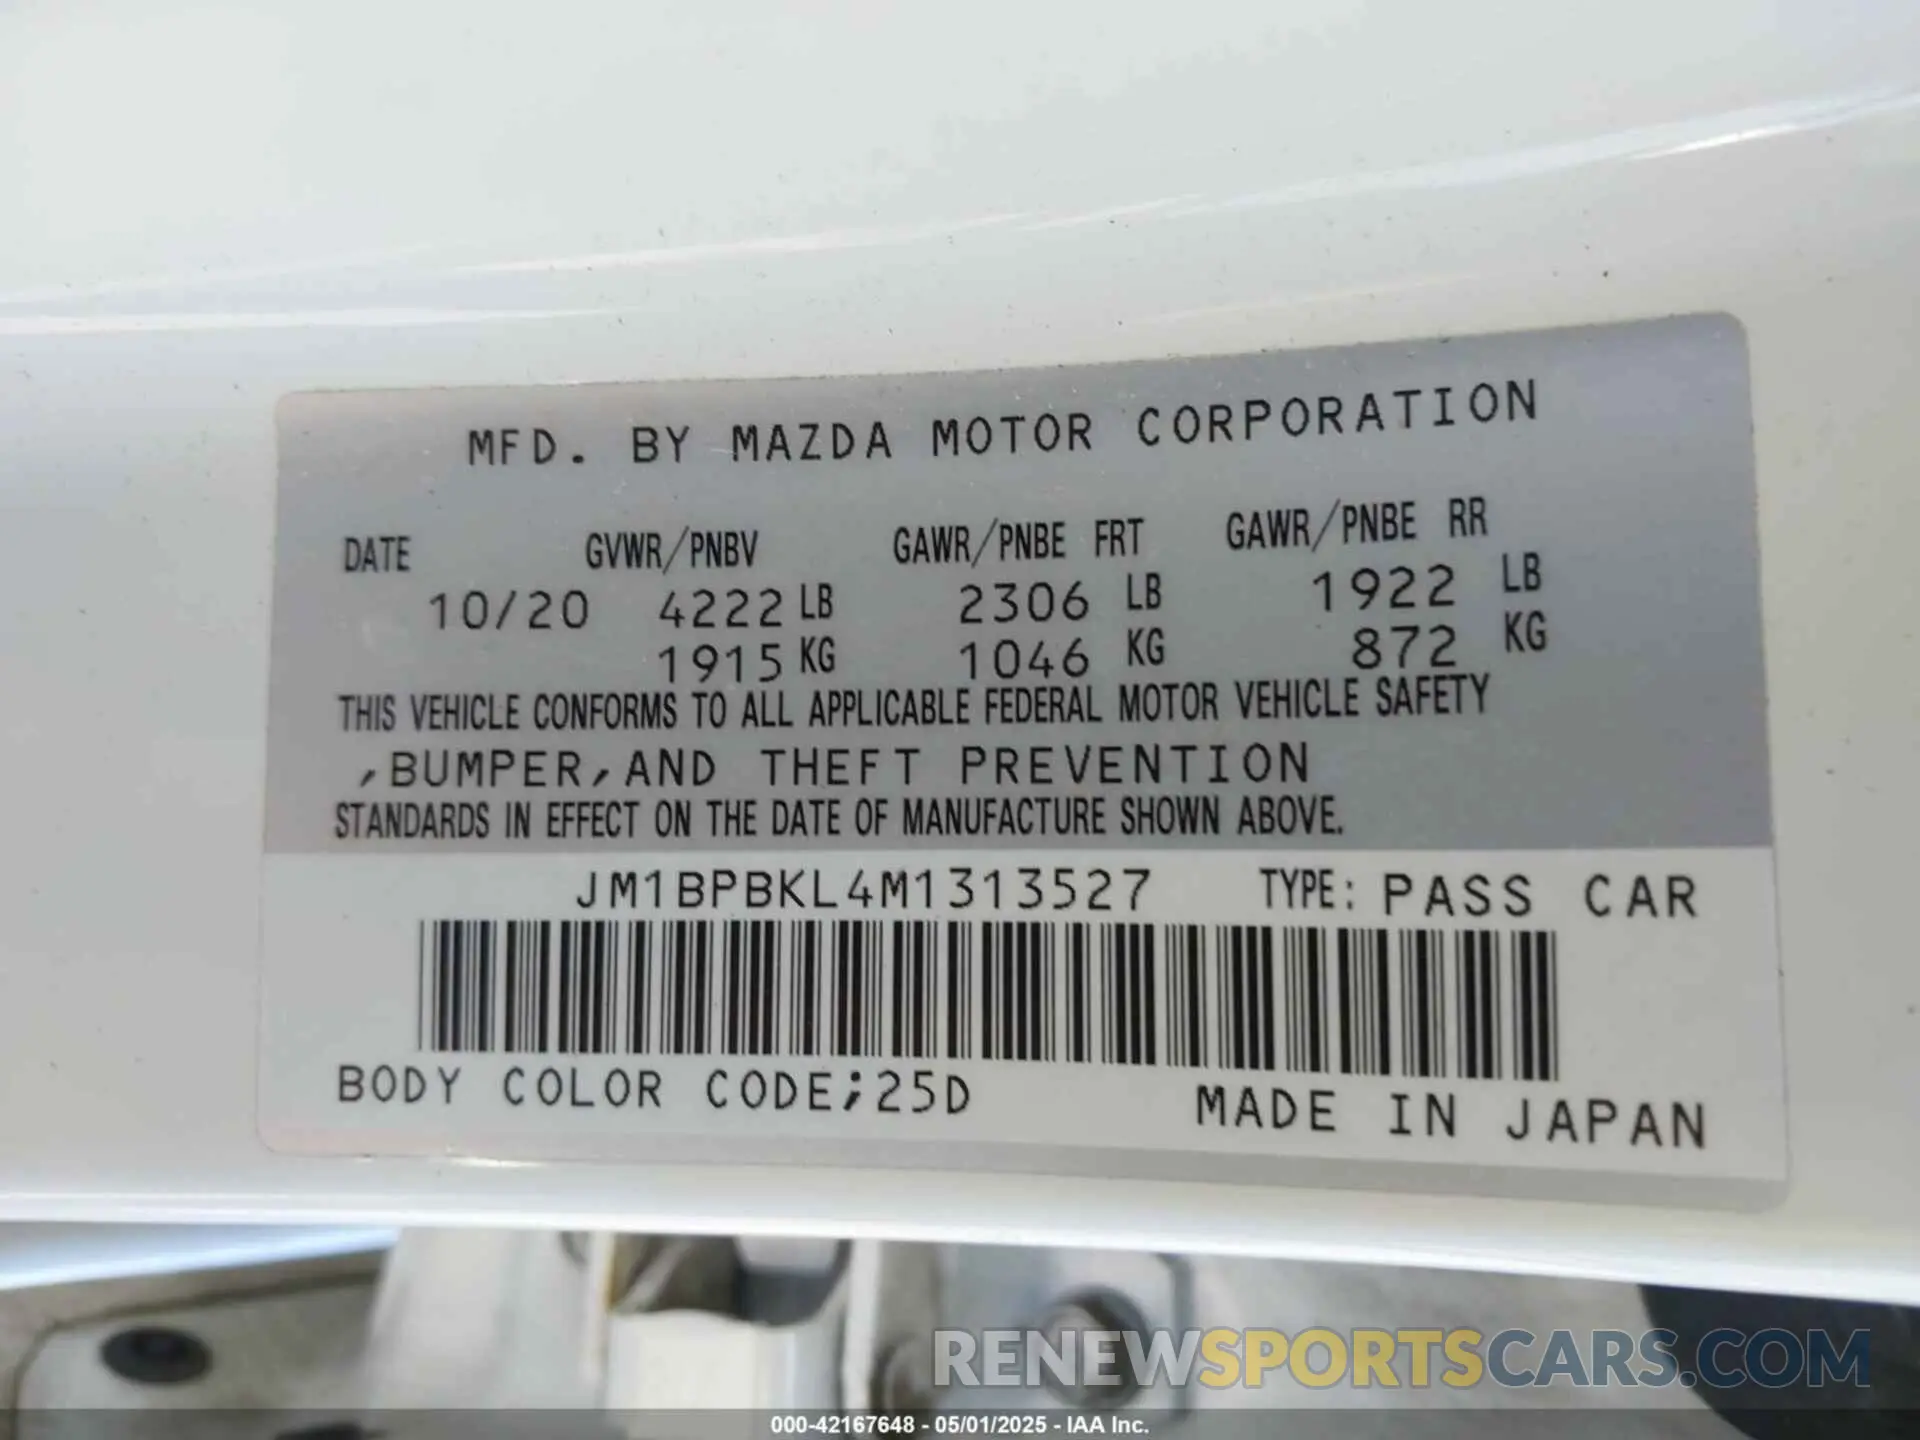 MFD. BY MAZDA MOTOR CORPORATION
DATE GVWR/PNBV GAWR/PNBE FRT GAWR/PNBE RR
10/20 4222 LB 2306 LB 1922 LB
1915 KG 1046 KG 872 KG
THIS VEHICLE CONFORMS TO ALL APPLICABLE FEDERAL MOTOR VEHICLE SAFETY
,BUMPER,AND THEFT PREVENTION
STANDARDS IN EFFECT ON THE DATE OF MANUFACTURE SHOWN ABOVE.
JM1BPBKL4M1313527 TYPE: PASS CAR
BODY COLOR CODE;25D MADE IN JAPAN
RENEWSPORTSCARS.COM
000-42167648 - 05/01/2025 - IAA Inc.